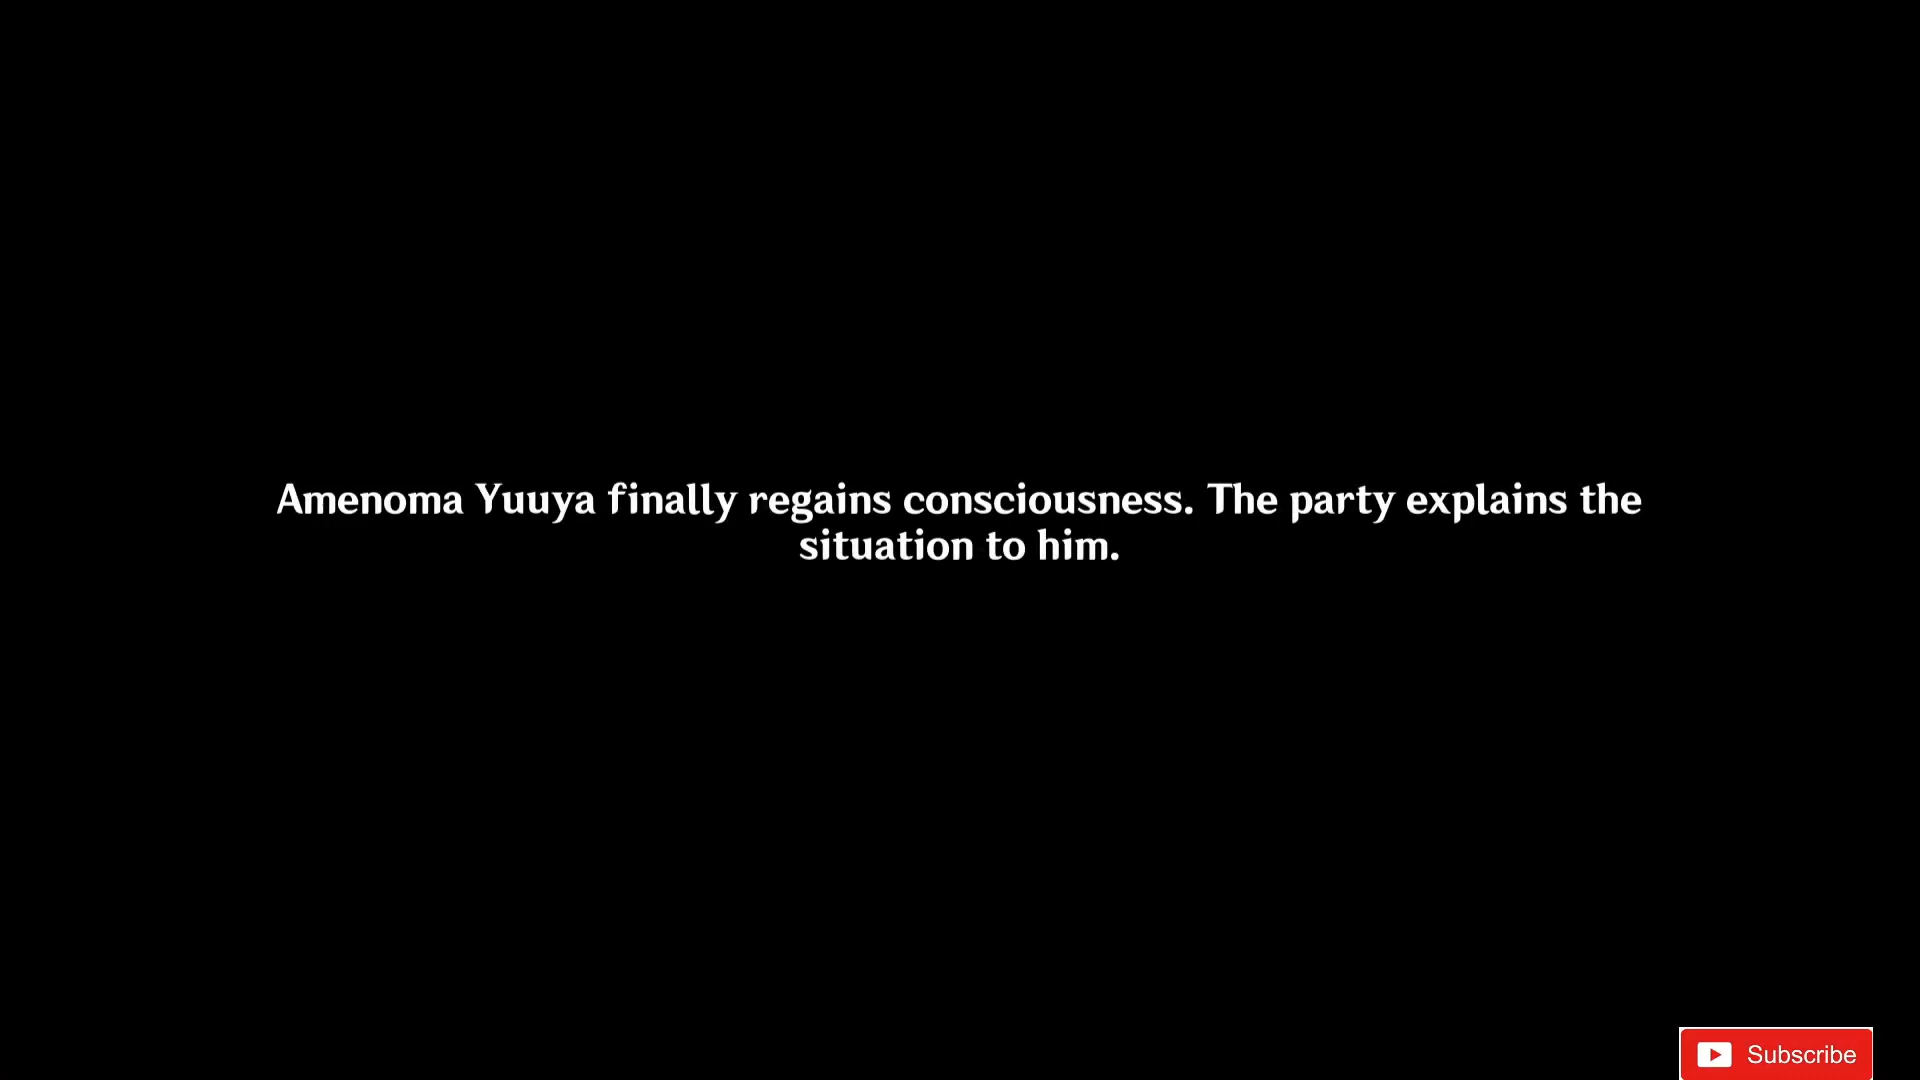 Amenoma Yuuya finally regains consciousness. The party explains the
situation to him.
Subscribe